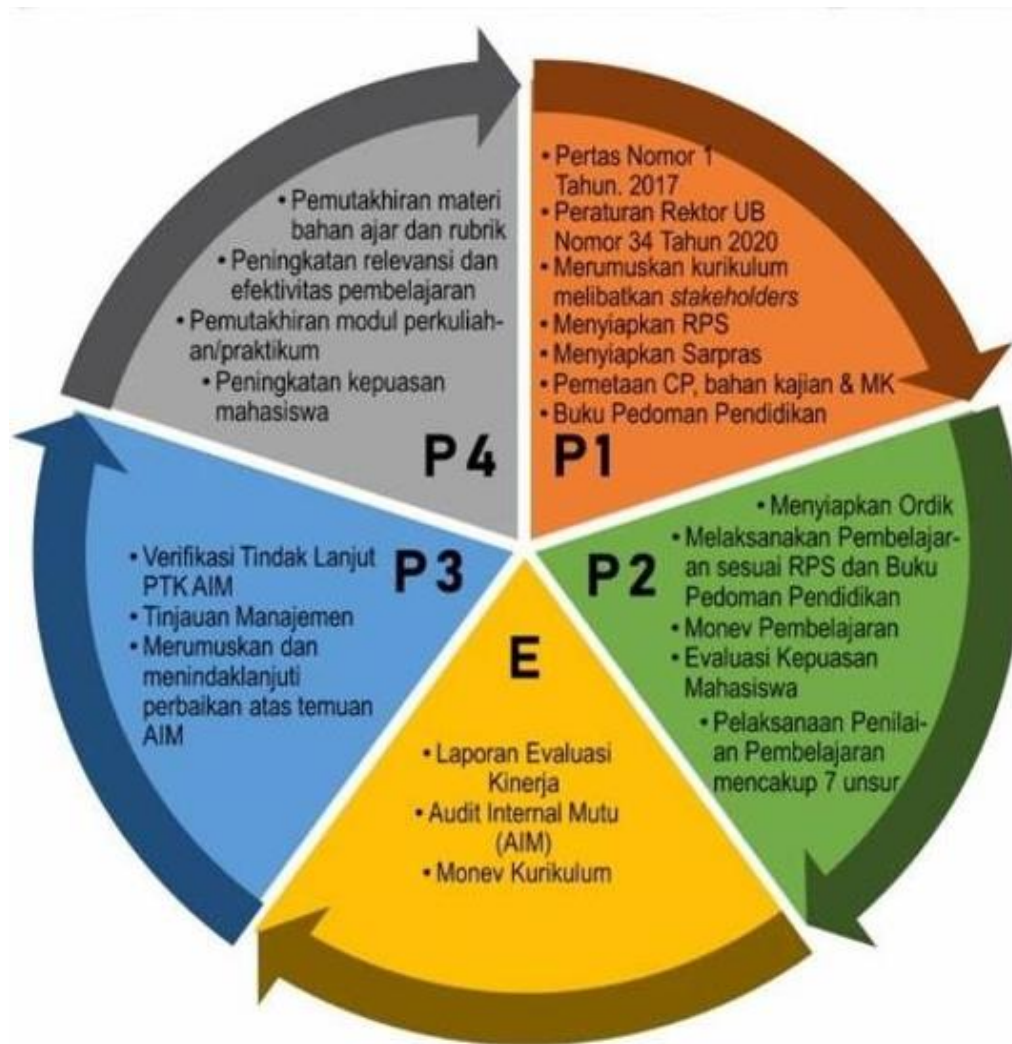 • Pertas Nomor 1
Tahun. 2017
• Peraturan Rektor UB
Nomor 34 Tahun 2020
• Merumuskan kurikulum
melibatkan stakeholders
• Menyiapkan RPS
• Menyiapkan Sarpras
• Pemetaan CP, bahan kajian & MK
• Buku Pedoman Pendidikan
P1
• Menyiapkan Ordik
• Melaksanakan Pembelajar-
an sesuai RPS dan Buku
Pedoman Pendidikan
• Monev Pembelajaran
• Evaluasi Kepuasan
Mahasiswa
• Pelaksanaan Penilai-
an Pembelajaran
mencakup 7 unsur
P2
E
• Laporan Evaluasi
Kinerja
• Audit Internal Mutu
(AIM)
• Monev Kurikulum
P3
• Verifikasi Tindak Lanjut
PTK AIM
• Tinjauan Manajemen
• Merumuskan dan
menindaklanjuti
perbaikan atas temuan
AIM
• Pemutakhiran materi
bahan ajar dan rubrik
• Peningkatan relevansi dan
efektivitas pembelajaran
• Pemutakhiran modul perkuliah-
an/praktikum
• Peningkatan kepuasan
mahasiswa
P4